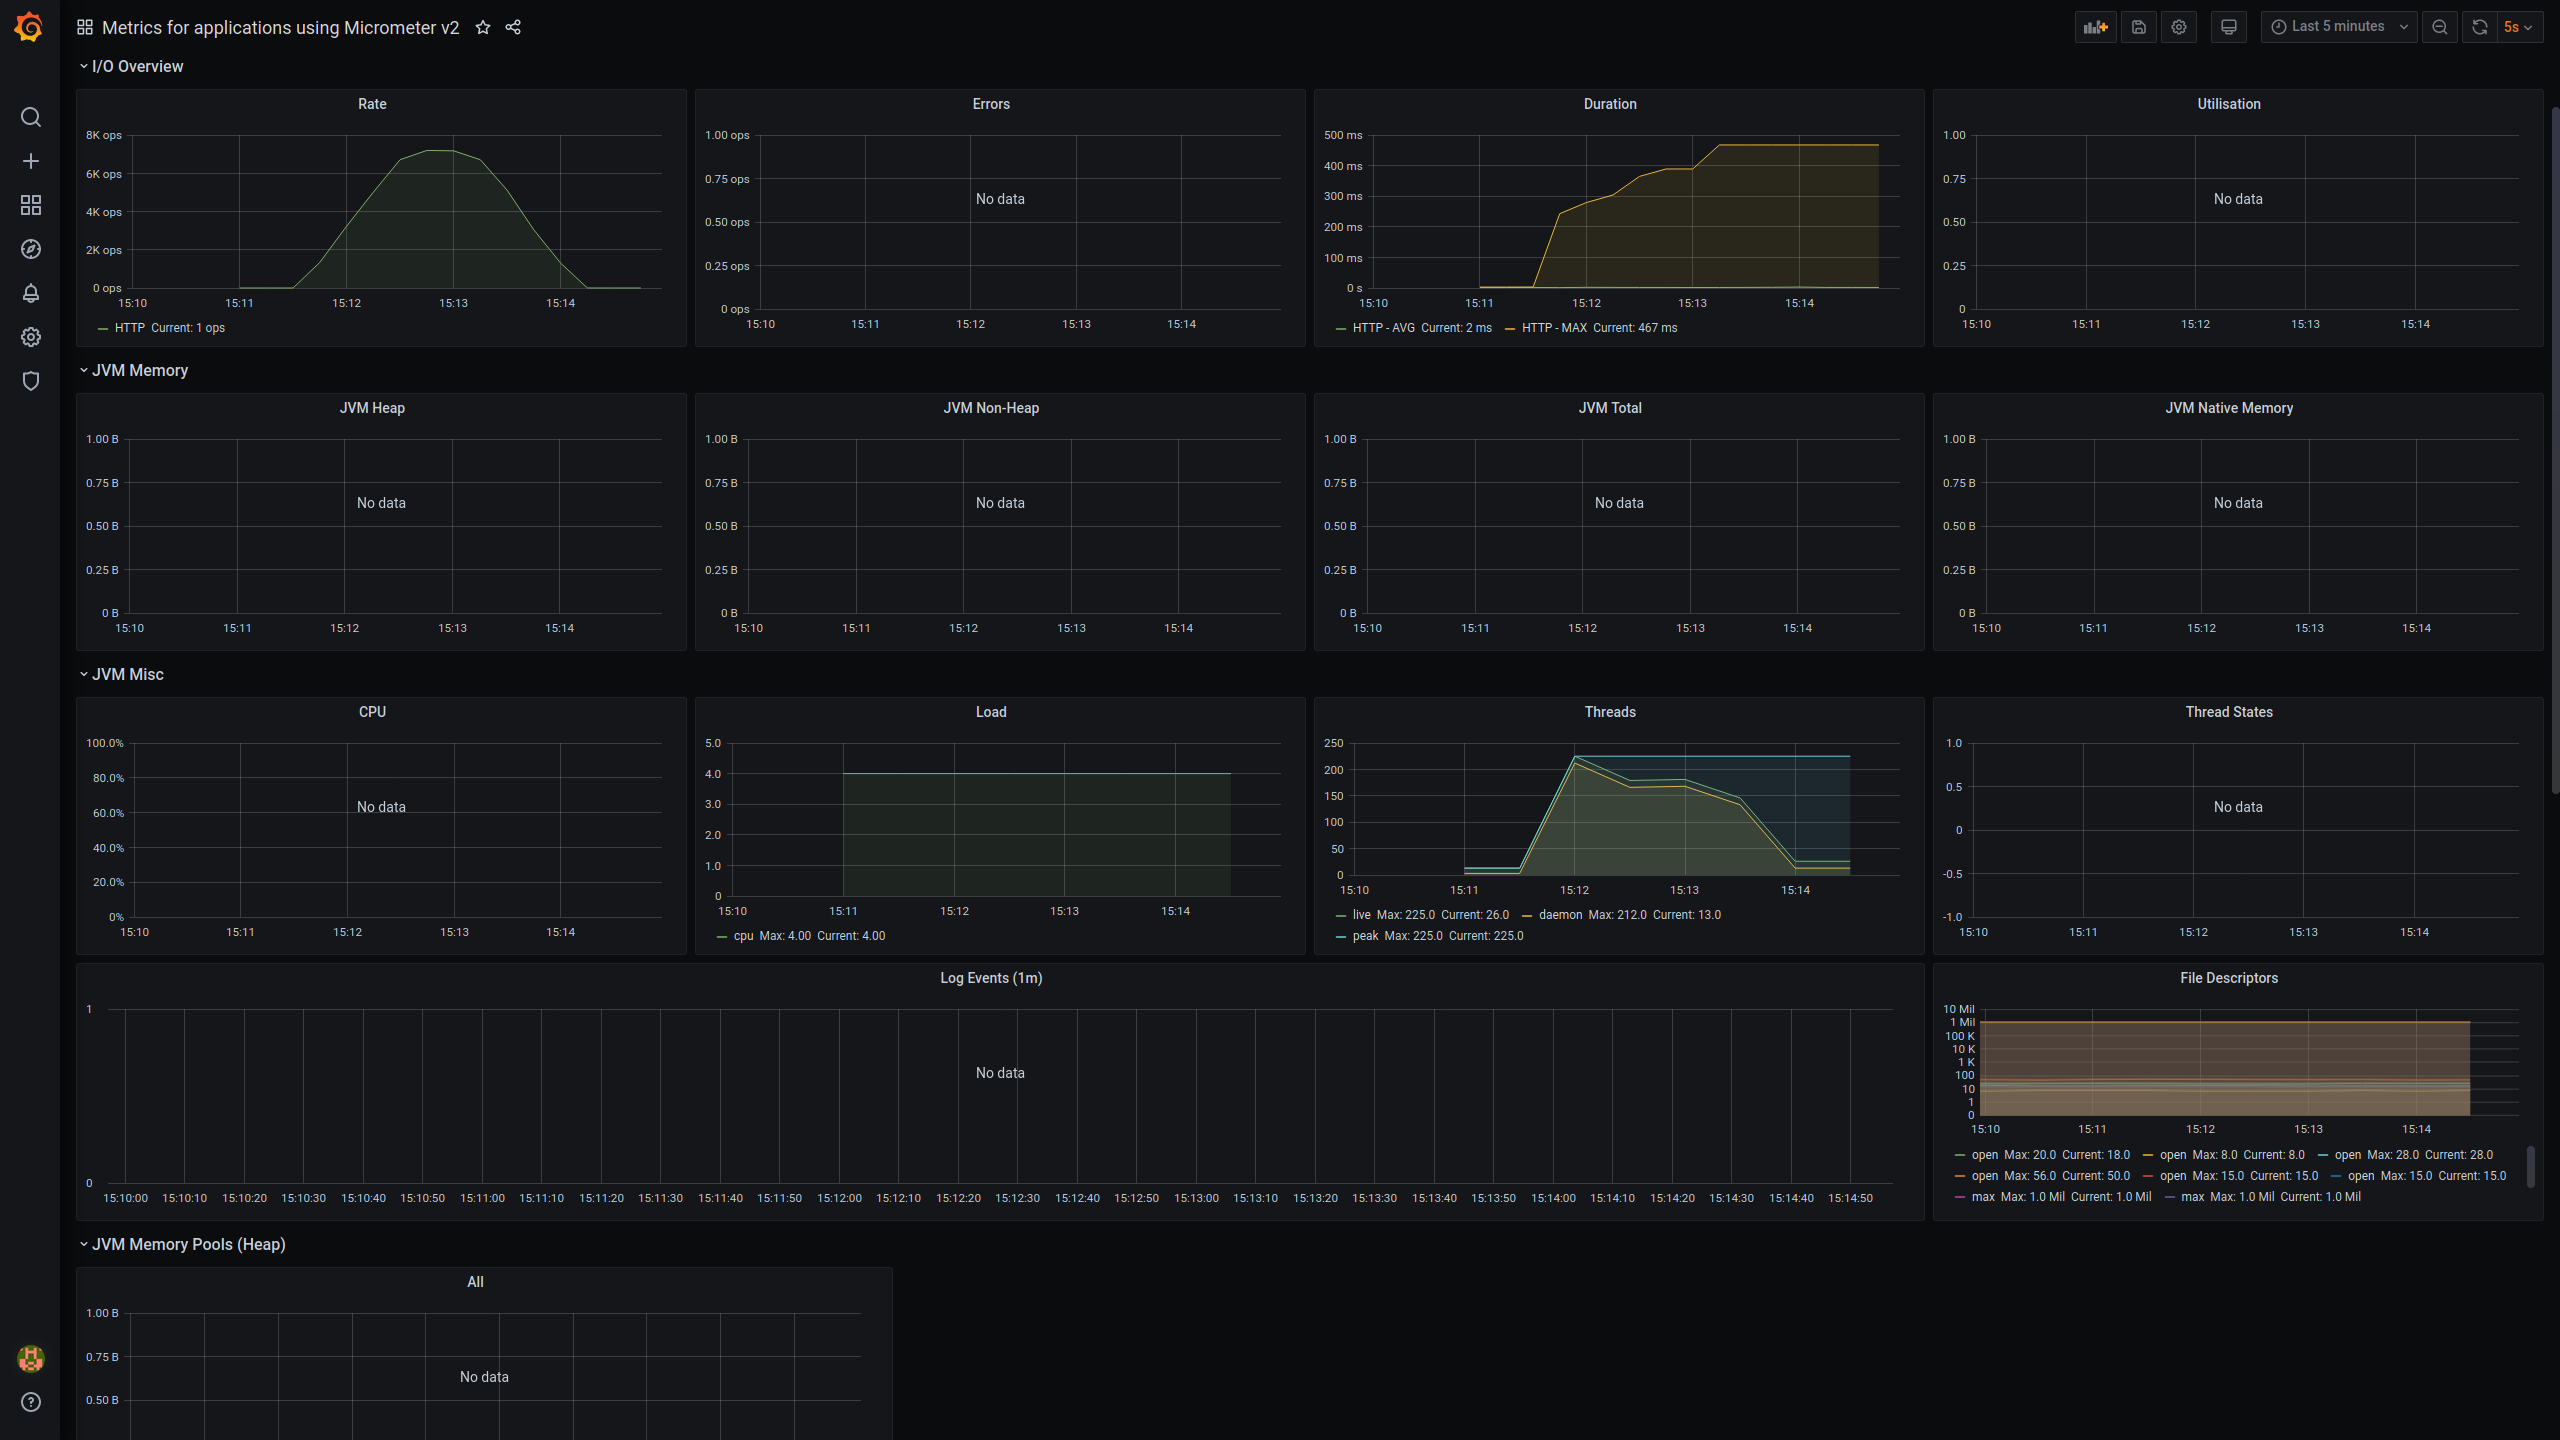 Metrics for applications using Micrometer v2
Last 5 minutes
5s
I/O Overview
Rate
8K ops
6K ops
4K ops
2K ops
0 ops
15:10 15:11 15:12 15:13 15:14
HTTP Current: 1 ops
Errors
1.00 ops
0.75 ops
0.50 ops
0.25 ops
0 ops
No data
15:10 15:11 15:12 15:13 15:14
Duration
500 ms
400 ms
300 ms
200 ms
100 ms
0 s
15:10 15:11 15:12 15:13 15:14
HTTP - AVG Current: 2 ms HTTP - MAX Current: 467 ms
Utilisation
1.00
0.75
0.50
0.25
0
No data
15:10 15:11 15:12 15:13 15:14
JVM Memory
JVM Heap
1.00 B
0.75 B
0.50 B
0.25 B
0 B
No data
15:10 15:11 15:12 15:13 15:14
JVM Non-Heap
1.00 B
0.75 B
0.50 B
0.25 B
0 B
No data
15:10 15:11 15:12 15:13 15:14
JVM Total
1.00 B
0.75 B
0.50 B
0.25 B
0 B
No data
15:10 15:11 15:12 15:13 15:14
JVM Native Memory
1.00 B
0.75 B
0.50 B
0.25 B
0 B
No data
15:10 15:11 15:12 15:13 15:14
JVM Misc
CPU
100.0%
80.0%
60.0%
40.0%
20.0%
0%
No data
15:10 15:11 15:12 15:13 15:14
Load
5.0
4.0
3.0
2.0
1.0
0
15:10 15:11 15:12 15:13 15:14
cpu Max: 4.00 Current: 4.00
Threads
250
200
150
100
50
0
15:10 15:11 15:12 15:13 15:14
live Max: 225.0 Current: 26.0 daemon Max: 212.0 Current: 13.0
peak Max: 225.0 Current: 225.0
Thread States
1.0
0.5
0
-0.5
-1.0
No data
15:10 15:11 15:12 15:13 15:14
Log Events (1m)
1
0
No data
15:10:00 15:10:10 15:10:20 15:10:30 15:10:40 15:10:50 15:11:00 15:11:10 15:11:20 15:11:30 15:11:40 15:11:50 15:12:00 15:12:10 15:12:20 15:12:30 15:12:40 15:12:50 15:13:00 15:13:10 15:13:20 15:13:30 15:13:40 15:13:50 15:14:00 15:14:10 15:14:20 15:14:30 15:14:40 15:14:50
File Descriptors
10 Mil
1 Mil
100 K
10 K
1 K
100
10
1
0
15:10 15:11 15:12 15:13 15:14
open Max: 20.0 Current: 18.0 open Max: 8.0 Current: 8.0 open Max: 28.0 Current: 28.0
open Max: 56.0 Current: 50.0 open Max: 15.0 Current: 15.0 open Max: 15.0 Current: 15.0
max Max: 1.0 Mil Current: 1.0 Mil max Max: 1.0 Mil Current: 1.0 Mil
JVM Memory Pools (Heap)
All
1.00 B
0.75 B
0.50 B
No data